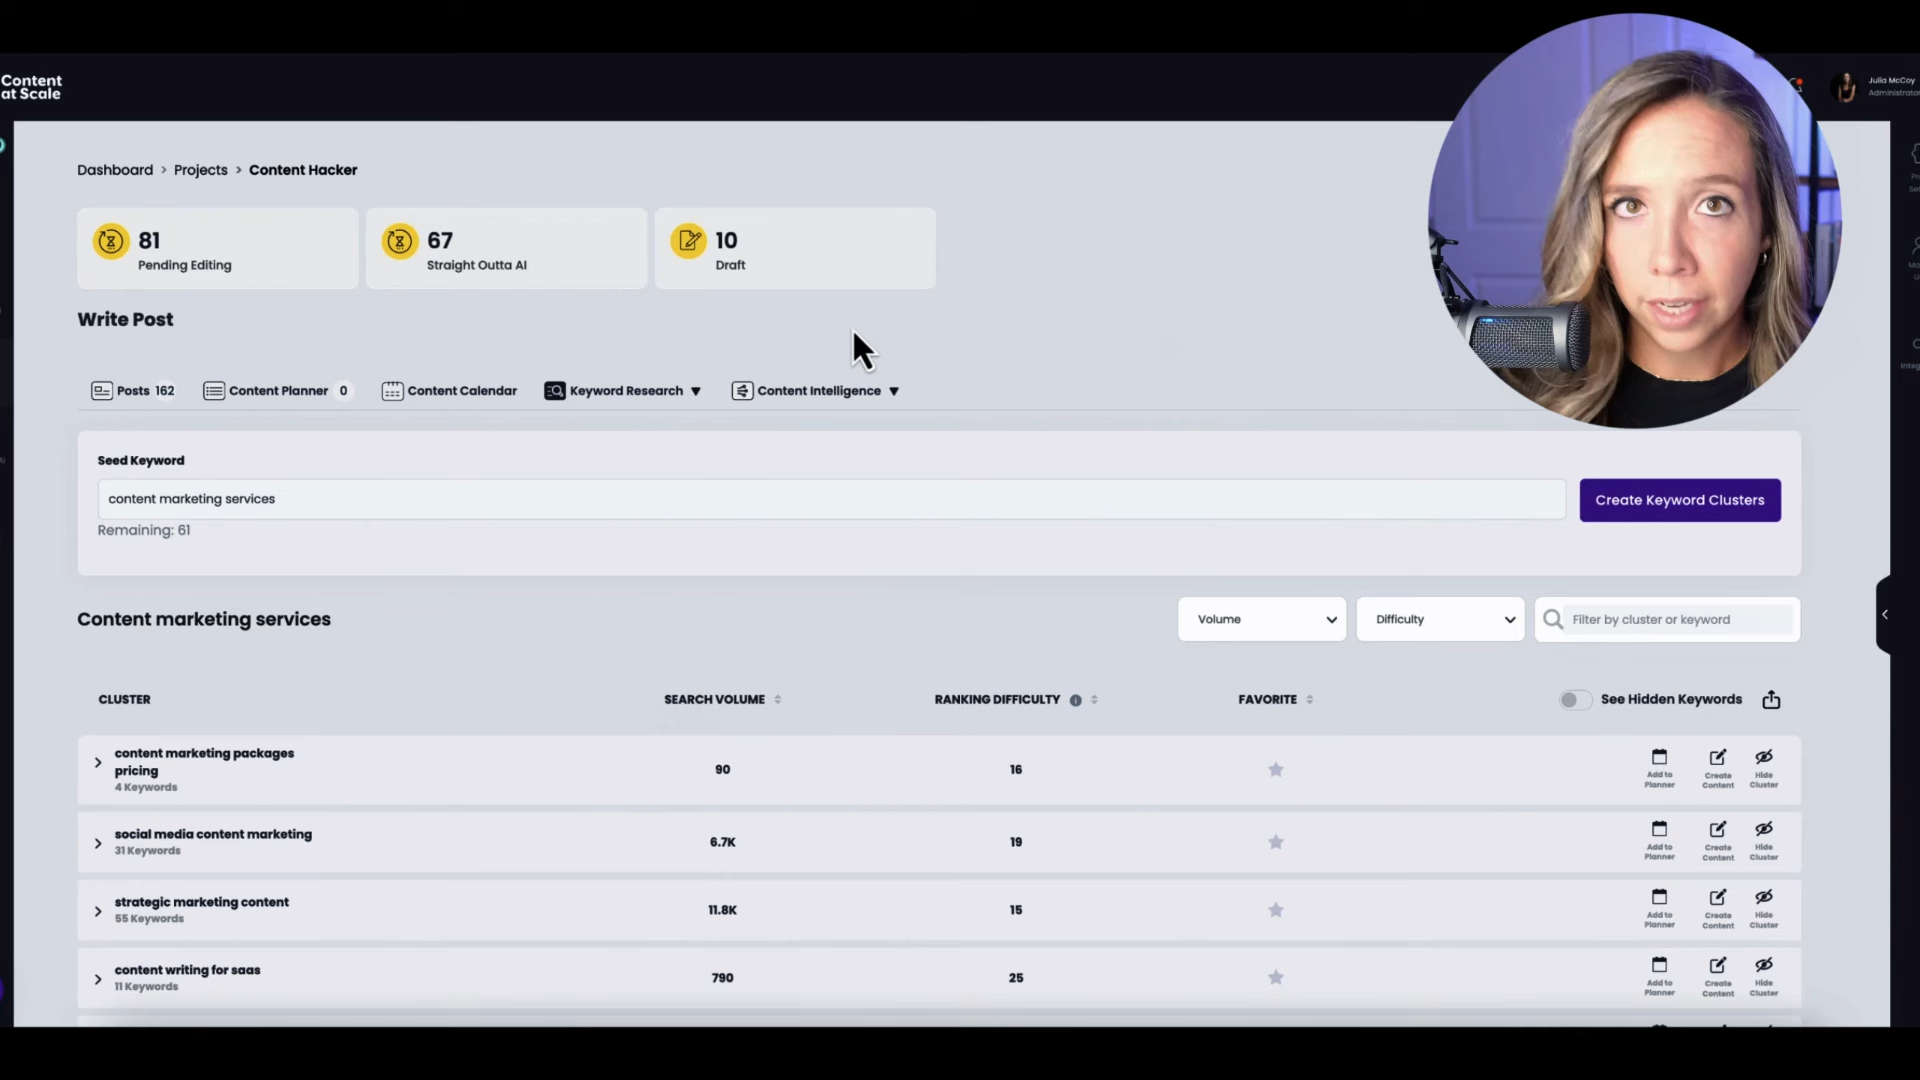 Content
at Scale
Julia McCoy
Administrator
Dashboard > Projects > Content Hacker
81
Pending Editing
67
Straight Outta AI
10
Draft
Write Post
Posts 162
Content Planner 0
Content Calendar
Keyword Research
Content Intelligence
Seed Keyword
content marketing services
Create Keyword Clusters
Remaining: 61
Content marketing services
Volume
Difficulty
Filter by cluster or keyword
CLUSTER
SEARCH VOLUME
RANKING DIFFICULTY
FAVORITE
See Hidden Keywords
content marketing packages
pricing
4 Keywords
90
16
Add to
Planner
Create
Content
Hide
Cluster
social media content marketing
31 Keywords
6.7K
19
Add to
Planner
Create
Content
Hide
Cluster
strategic marketing content
55 Keywords
11.8K
15
Add to
Planner
Create
Content
Hide
Cluster
content writing for saas
11 Keywords
790
25
Add to
Planner
Create
Content
Hide
Cluster